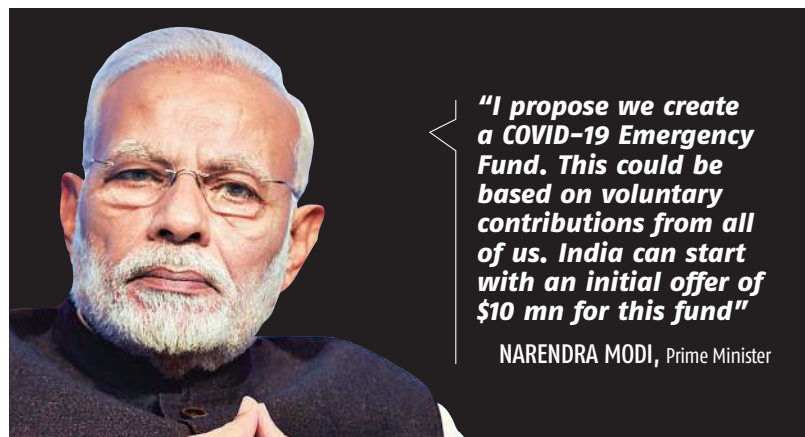 “I propose we create
a COVID-19 Emergency
Fund. This could be
based on voluntary
contributions from all
of us. India can start
with an initial offer of
$10 mn for this fund”
NARENDRA MODI, Prime Minister